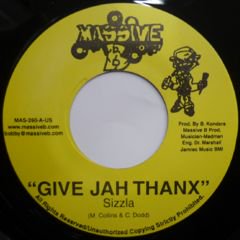 MASSIVE
B
MAS-260-A-US
www.massiveb.com
bobby@massiveb.com
Prod. By B. Konders
Massive B Prod.
Musician-Madman
Eng. Dr. Marshall
Jamrec Music BMI
"GIVE JAH THANX"
Sizzla
(M. Collins & C. Dodd)
All Rights Reserved/Unauthorized Copying Strictly Prohibited.